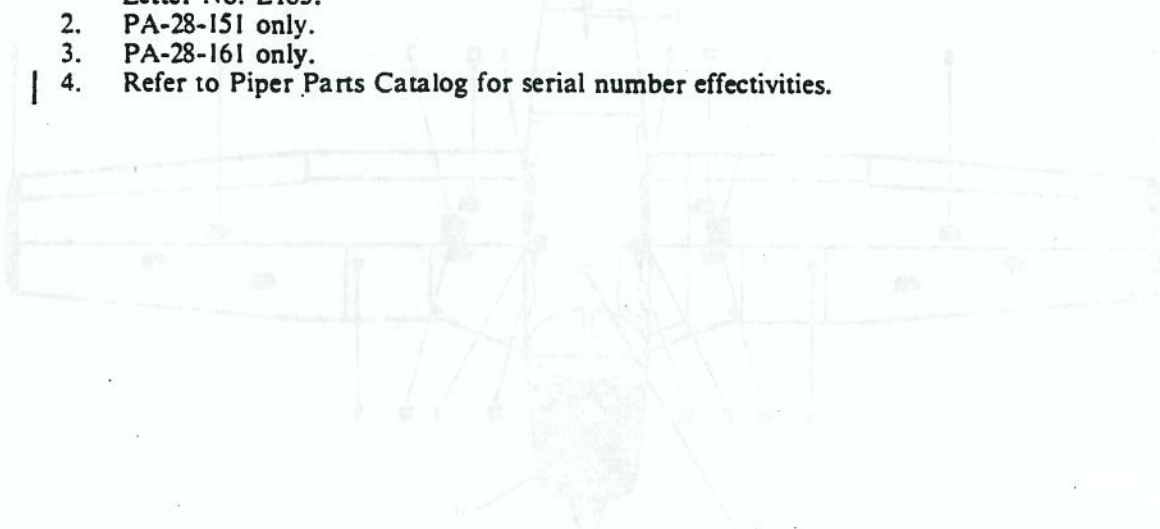 2. PA-28-151 only.
3. PA-28-161 only.
4. Refer to Piper Parts Catalog for serial number effectivities.